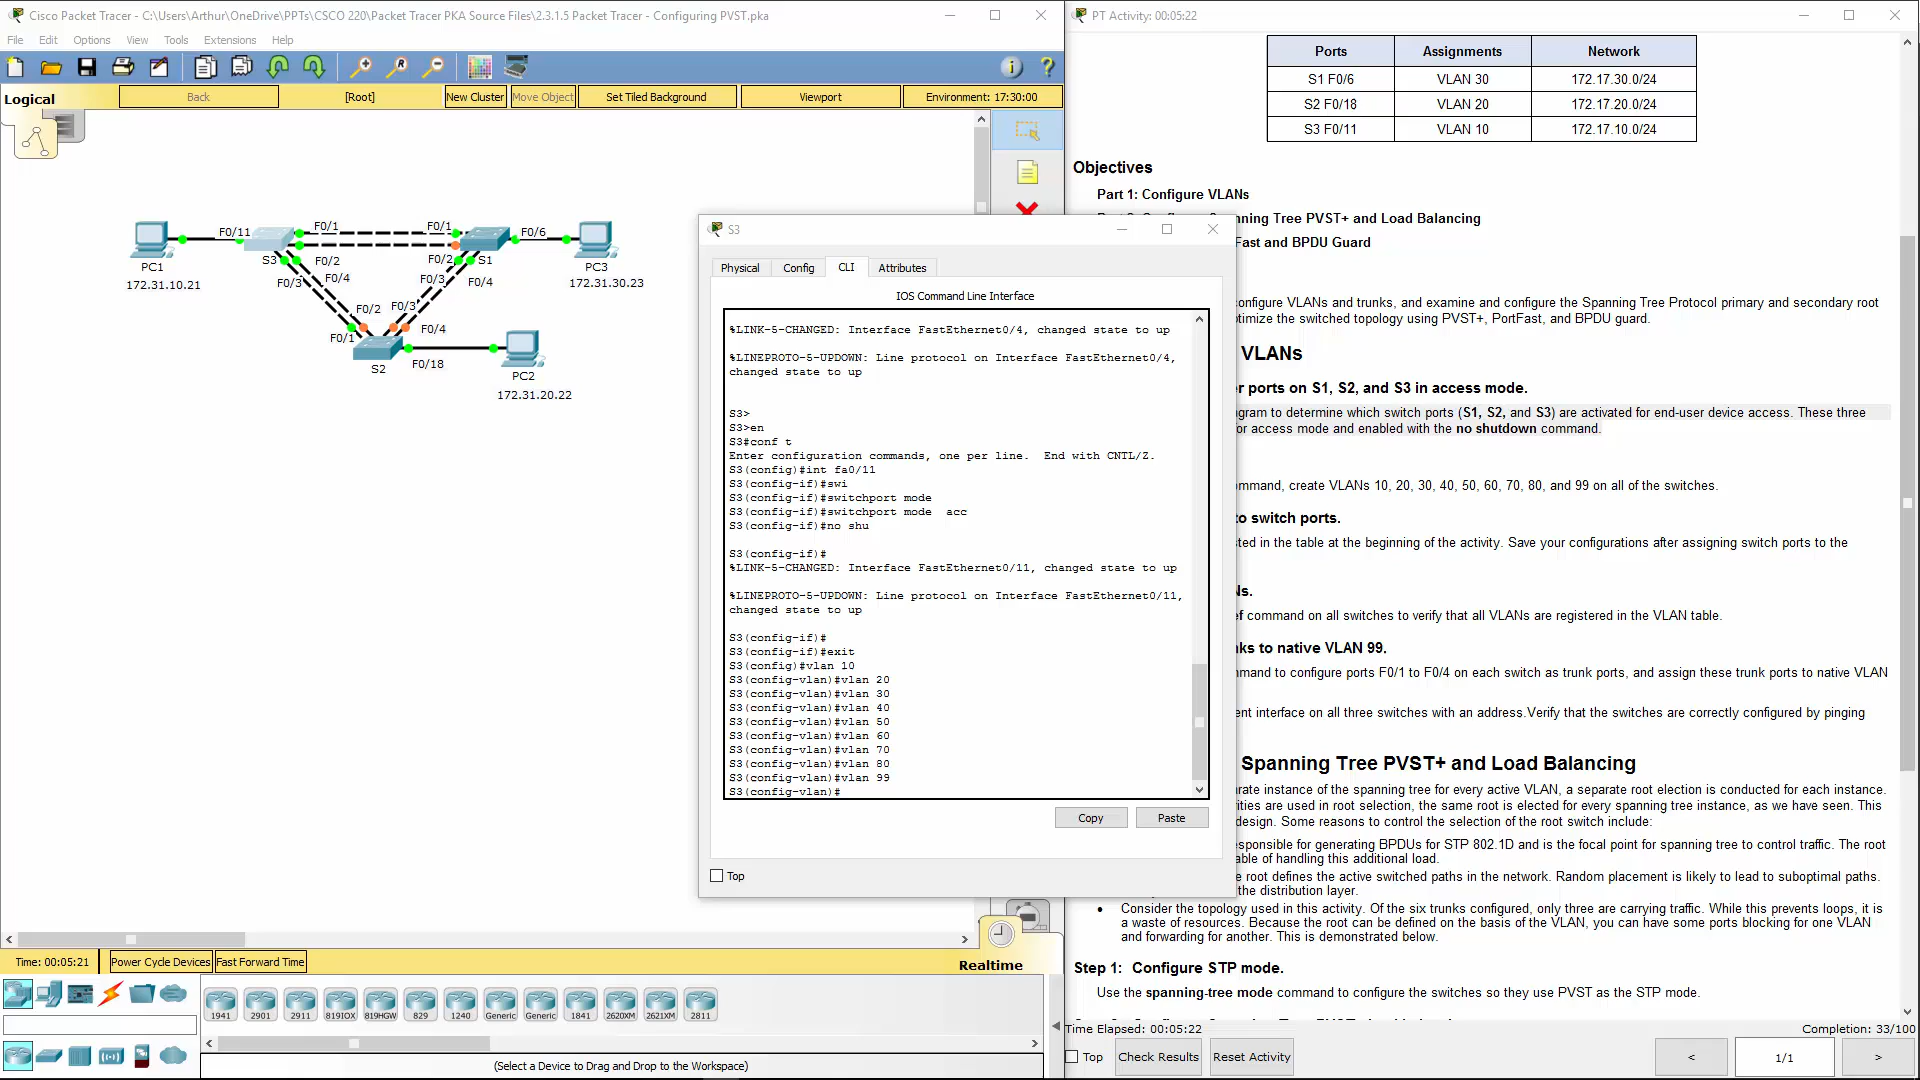 Cisco Packet Tracer - C:\Users\Arthur\OneDrive\PPTs\CSCO 220\Packet Tracer PKA Source Files\2.3.1.5 Packet Tracer - Configuring PVST.pka
File Edit Options View Tools Extensions Help
Logical
Back
[Root]
New Cluster
Move Object
Set Tiled Background
Viewport
Environment: 17:30:00
F0/11
F0/1
F0/1
F0/6
PC1
172.31.10.21
S3
F0/2
F0/2
S1
PC3
172.31.30.23
F0/3
F0/4
F0/3
F0/4
F0/2
F0/3
F0/4
F0/1
S2
F0/18
PC2
172.31.20.22
S3
Physical Config CLI Attributes
IOS Command Line Interface
%LINK-5-CHANGED: Interface FastEthernet0/4, changed state to up
%LINEPROTO-5-UPDOWN: Line protocol on Interface FastEthernet0/4,
changed state to up
S3>
S3>en
S3#conf t
Enter configuration commands, one per line.  End with CNTL/Z.
S3(config)#int fa0/11
S3(config-if)#swi
S3(config-if)#switchport mode
S3(config-if)#switchport mode  acc
S3(config-if)#no shu
S3(config-if)#
%LINK-5-CHANGED: Interface FastEthernet0/11, changed state to up
%LINEPROTO-5-UPDOWN: Line protocol on Interface FastEthernet0/11,
changed state to up
S3(config-if)#
S3(config-if)#exit
S3(config)#vlan 10
S3(config-vlan)#vlan 20
S3(config-vlan)#vlan 30
S3(config-vlan)#vlan 40
S3(config-vlan)#vlan 50
S3(config-vlan)#vlan 60
S3(config-vlan)#vlan 70
S3(config-vlan)#vlan 80
S3(config-vlan)#vlan 99
S3(config-vlan)#
Copy
Paste
Top
Time: 00:05:21
Power Cycle Devices
Fast Forward Time
Realtime
1941 2901 2911 819IOX 819HGW 829 1240 Generic Generic 1841 2620XM 2621XM 2811
(Select a Device to Drag and Drop to the Workspace)
PT Activity: 00:05:22
Ports Assignments Network
S1 F0/6 VLAN 30 172.17.30.0/24
S2 F0/18 VLAN 20 172.17.20.0/24
S3 F0/11 VLAN 10 172.17.10.0/24
Objectives
Part 1: Configure VLANs
nning Tree PVST+ and Load Balancing
Fast and BPDU Guard
onfigure VLANs and trunks, and examine and configure the Spanning Tree Protocol primary and secondary root
timize the switched topology using PVST+, PortFast, and BPDU guard.
VLANs
r ports on S1, S2, and S3 in access mode.
gram to determine which switch ports (S1, S2, and S3) are activated for end-user device access. These three
or access mode and enabled with the no shutdown command.
mmand, create VLANs 10, 20, 30, 40, 50, 60, 70, 80, and 99 on all of the switches.
to switch ports.
sted in the table at the beginning of the activity. Save your configurations after assigning switch ports to the
Ns.
ef command on all switches to verify that all VLANs are registered in the VLAN table.
nks to native VLAN 99.
mmand to configure ports F0/1 to F0/4 on each switch as trunk ports, and assign these trunk ports to native VLAN
ent interface on all three switches with an address.Verify that the switches are correctly configured by pinging
Spanning Tree PVST+ and Load Balancing
arate instance of the spanning tree for every active VLAN, a separate root election is conducted for each instance.
ities are used in root selection, the same root is elected for every spanning tree instance, as we have seen. This
design. Some reasons to control the selection of the root switch include:
esponsible for generating BPDUs for STP 802.1D and is the focal point for spanning tree to control traffic. The root
able of handling this additional load.
e root defines the active switched paths in the network. Random placement is likely to lead to suboptimal paths.
the distribution layer.
• Consider the topology used in this activity. Of the six trunks configured, only three are carrying traffic. While this prevents loops, it is
a waste of resources. Because the root can be defined on the basis of the VLAN, you can have some ports blocking for one VLAN
and forwarding for another. This is demonstrated below.
Step 1: Configure STP mode.
Use the spanning-tree mode command to configure the switches so they use PVST as the STP mode.
Time Elapsed: 00:05:22
Completion: 33/100
Top
Check Results
Reset Activity
<
1/1
>